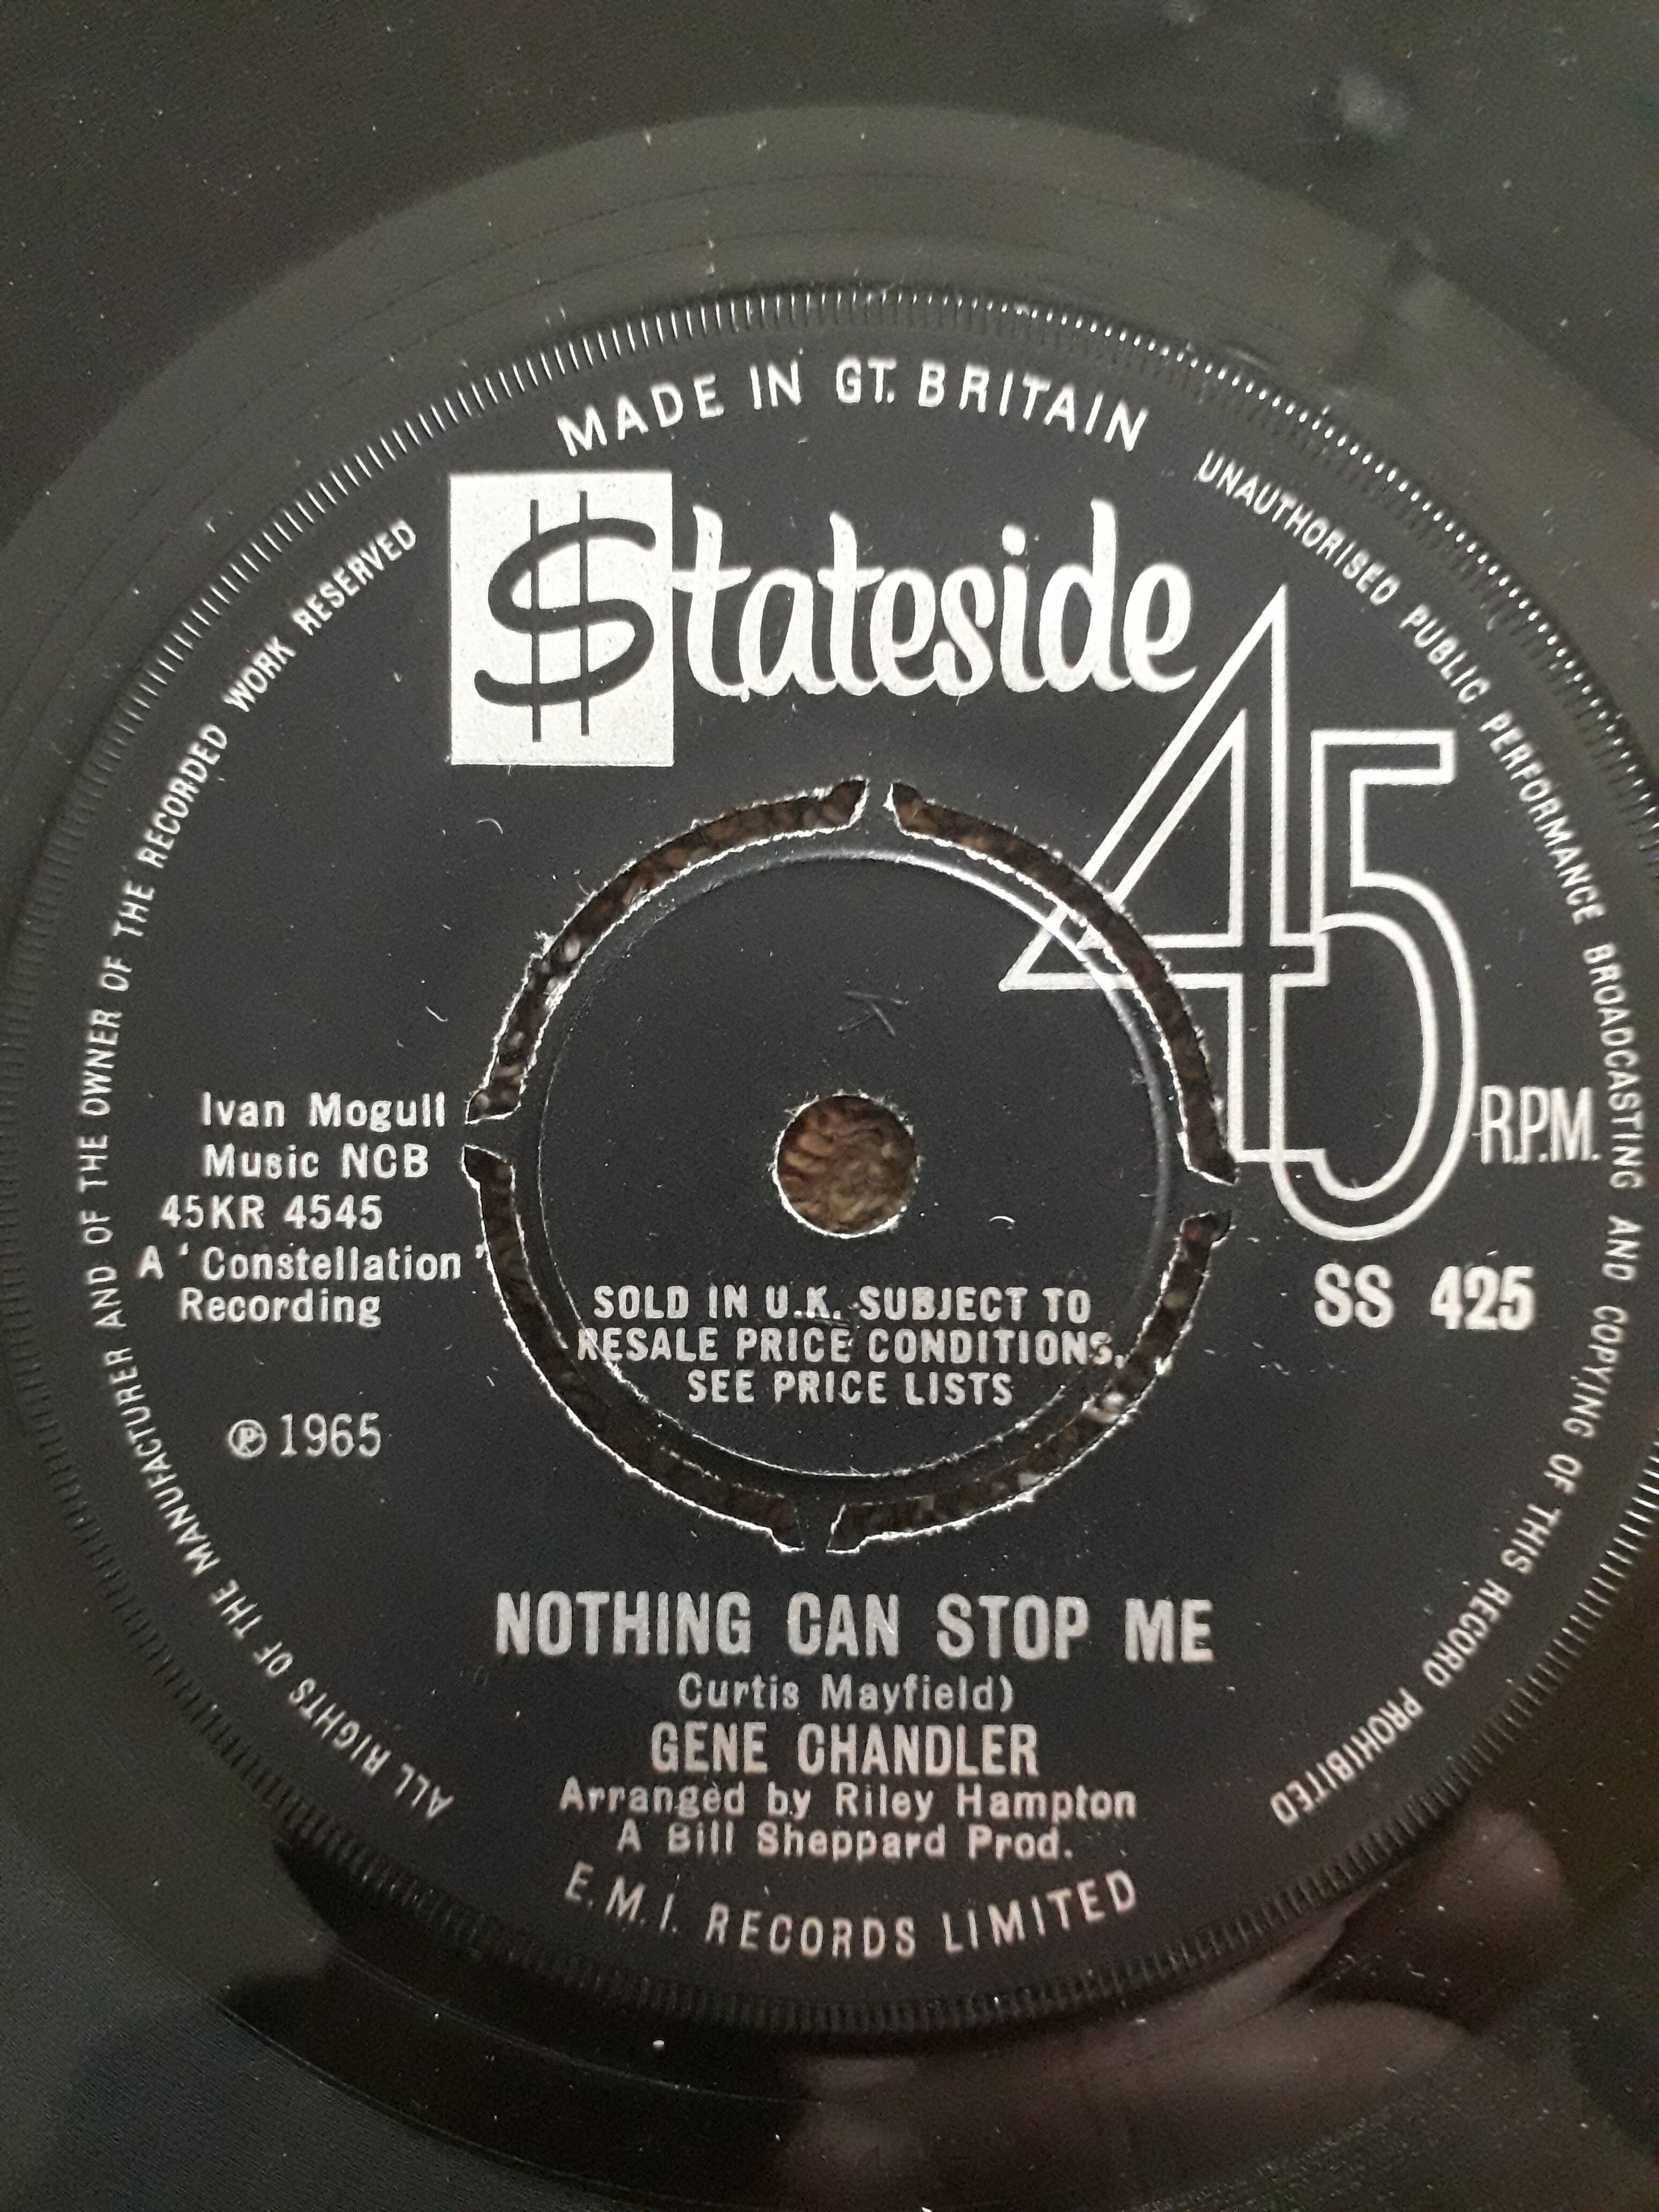 MADE IN GT. BRITAIN
UNAUTHORISED PUBLIC PERFORMANCE BROADCASTING AND COPYING OF THIS RECORD PROHIBITED
ALL RIGHTS OF THE MANUFACTURER AND OF THE OWNER OF THE RECORDED WORK RESERVED
$tateside
45 R.P.M.
Ivan Mogull
Music NCB
45KR 4545
A 'Constellation'
Recording
℗ 1965
SOLD IN U.K. SUBJECT TO
RESALE PRICE CONDITIONS,
SEE PRICE LISTS
SS 425
NOTHING CAN STOP ME
Curtis Mayfield)
GENE CHANDLER
Arranged by Riley Hampton
A Bill Sheppard Prod.
E.M.I. RECORDS LIMITED